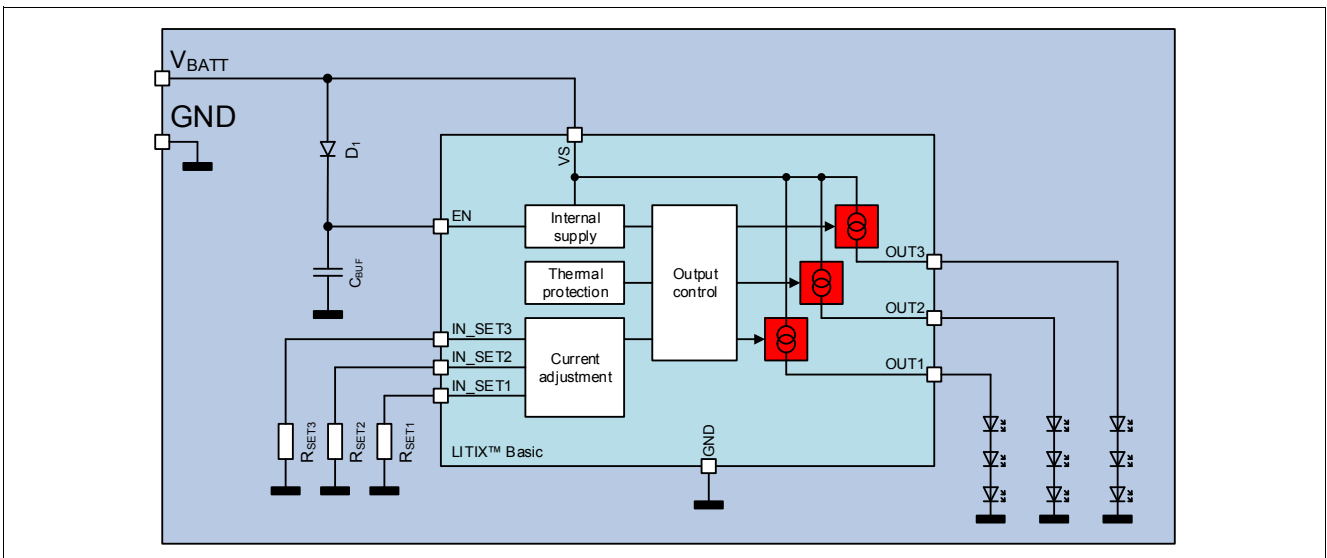 VBATT
GND
D1
VS
EN
Internal
supply
CBUF
Thermal
protection
Output
control
OUT3
OUT2
OUT1
IN_SET3
IN_SET2
IN_SET1
Current
adjustment
RSET3
RSET2
RSET1
LITIX™ Basic
GND